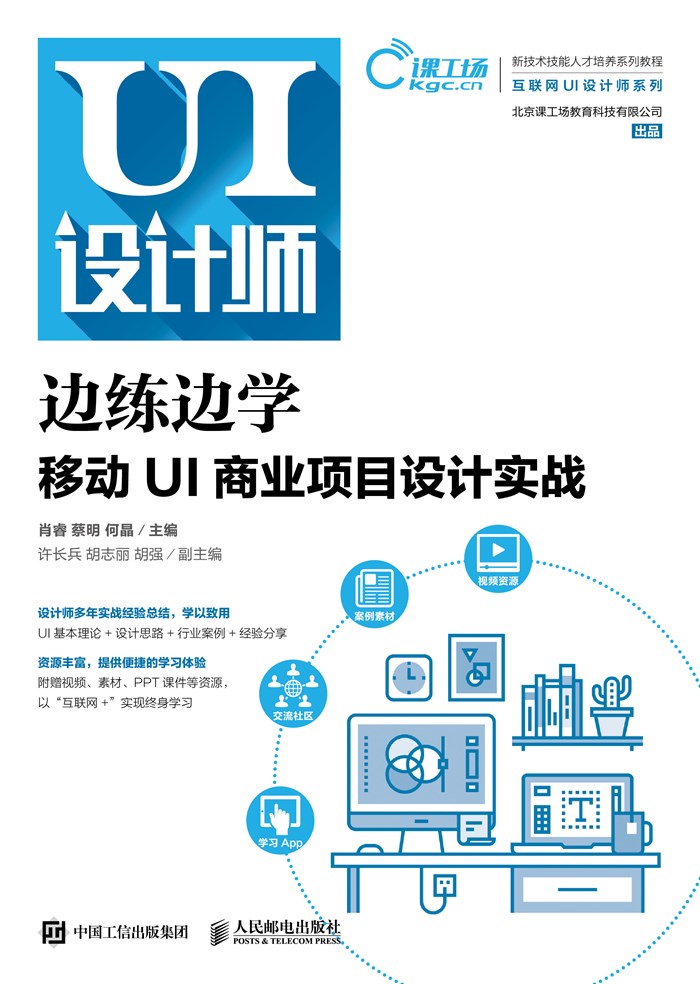 UI
设计师
课工场
kgc.cn
新技术技能人才培养系列教程
互联网UI设计师系列
北京课工场教育科技有限公司
出品
边练边学
移动 UI 商业项目设计实战
肖睿 蔡明 何晶 / 主编
许长兵 胡志丽 胡强 / 副主编
设计师多年实战经验总结，学以致用
UI 基本理论 + 设计思路 + 行业案例 + 经验分享
资源丰富，提供便捷的学习体验
附赠视频、素材、PPT 课件等资源，
以“互联网 +”实现终身学习
视频资源
案例素材
交流社区
学习 App
T
中国工信出版集团
人民邮电出版社
POSTS & TELECOM PRESS